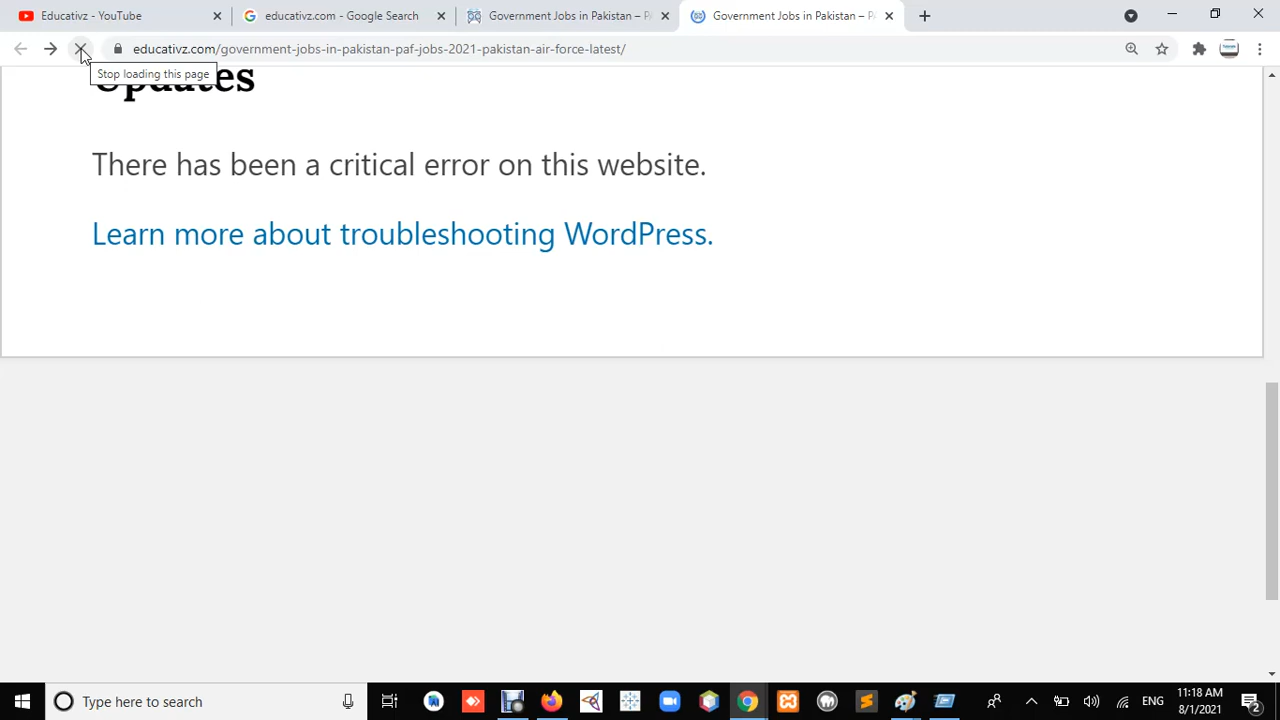 Educativz - YouTube
educativz.com - Google Search
Government Jobs in Pakistan – P
Government Jobs in Pakistan – P
educativz.com/government-jobs-in-pakistan-paf-jobs-2021-pakistan-air-force-latest/
Stop loading this page
Updates
There has been a critical error on this website.
Learn more about troubleshooting WordPress.
Type here to search
ENG
11:18 AM
8/1/2021
2